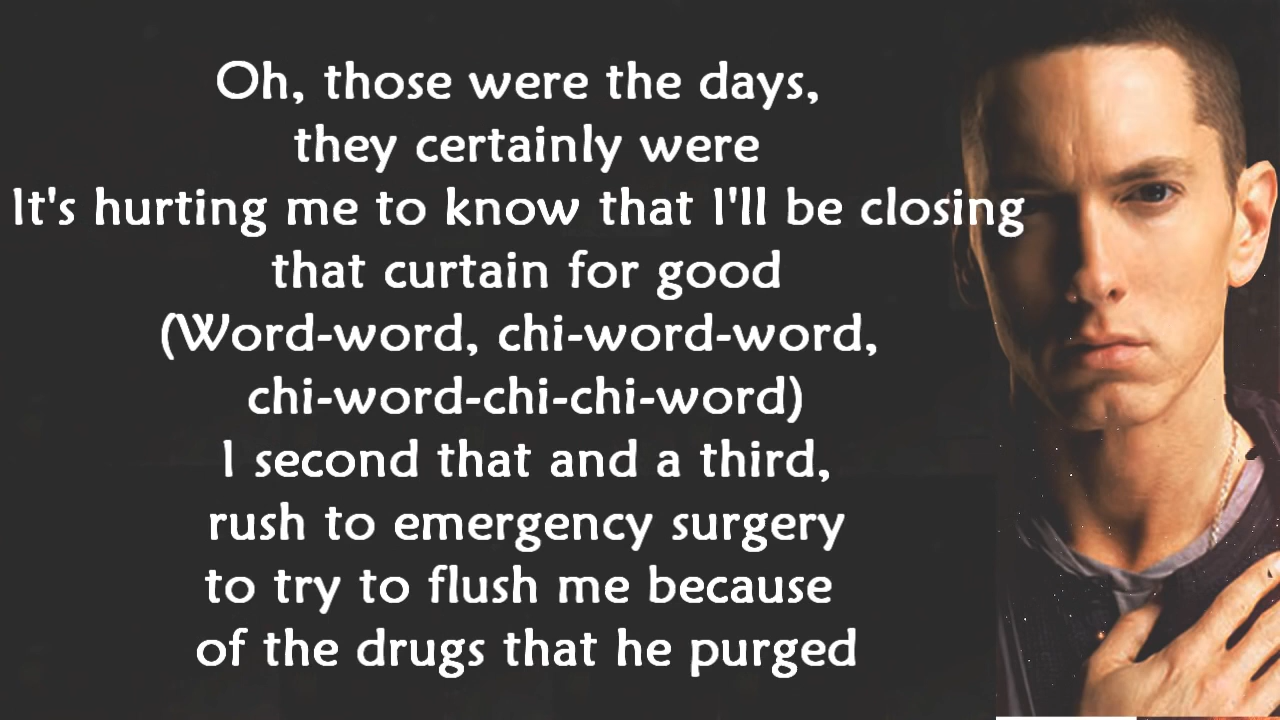 Oh, those were the days,
they certainly were
It's hurting me to know that I'll be closing
that curtain for good
(Word-word, chi-word-word,
chi-word-chi-chi-word)
I second that and a third,
rush to emergency surgery
to try to flush me because
of the drugs that he purged